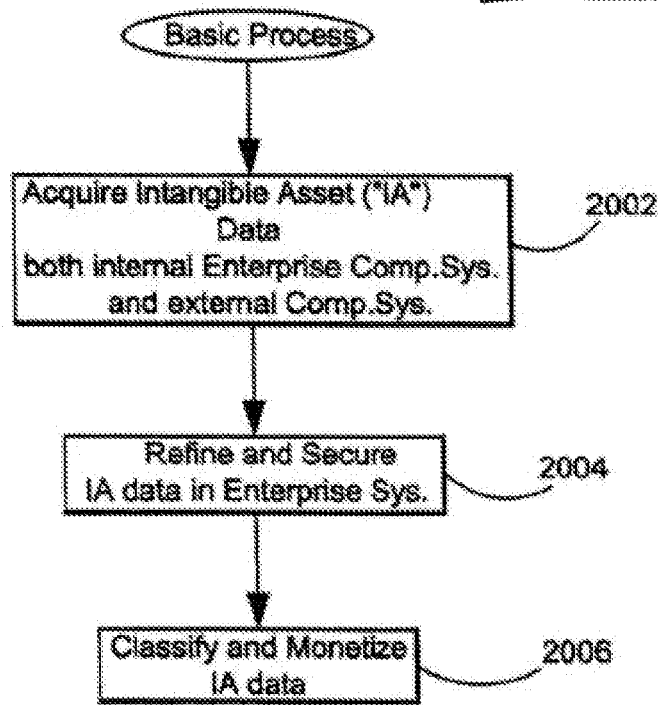 Basic Process
Acquire Intangible Asset ("IA")
Data
both internal Enterprise Comp.Sys.
and external Comp.Sys.
2002
Refine and Secure
IA data in Enterprise Sys.
2004
Classify and Monetize
IA data
2006